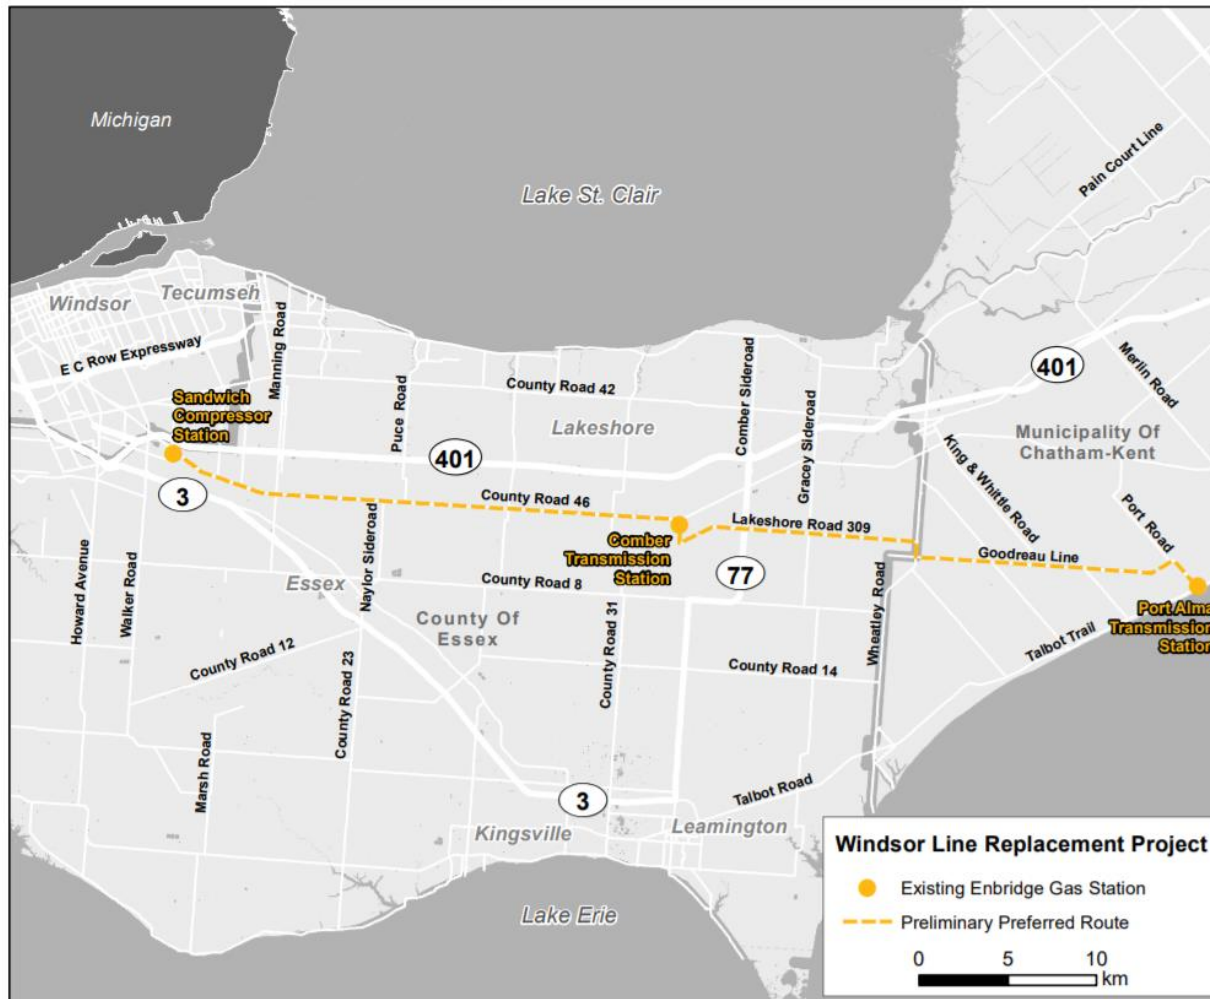 Michigan
Lake St. Clair
Pain Court Line
Windsor
Tecumseh
E C Row Expressway
Manning Road
Sandwich
Compressor
Station
Puce Road
County Road 42
Lakeshore
Comber Sideroad
Gracey Sideroad
401
Merlin Road
Municipality Of
Chatham-Kent
401
3
County Road 46
King & Whittle Road
Port Road
Naylor Sideroad
Comber
Transmission
Station
Lakeshore Road 309
Goodreau Line
Howard Avenue
Walker Road
Essex
County Road 8
77
Port Alma
Transmission
Station
County Of
Essex
County Road 31
Wheatley Road
Talbot Trail
County Road 12
County Road 14
County Road 23
Marsh Road
3
Talbot Road
Kingsville
Leamington
Lake Erie
Windsor Line Replacement Project
Existing Enbridge Gas Station
Preliminary Preferred Route
0 5 10
km